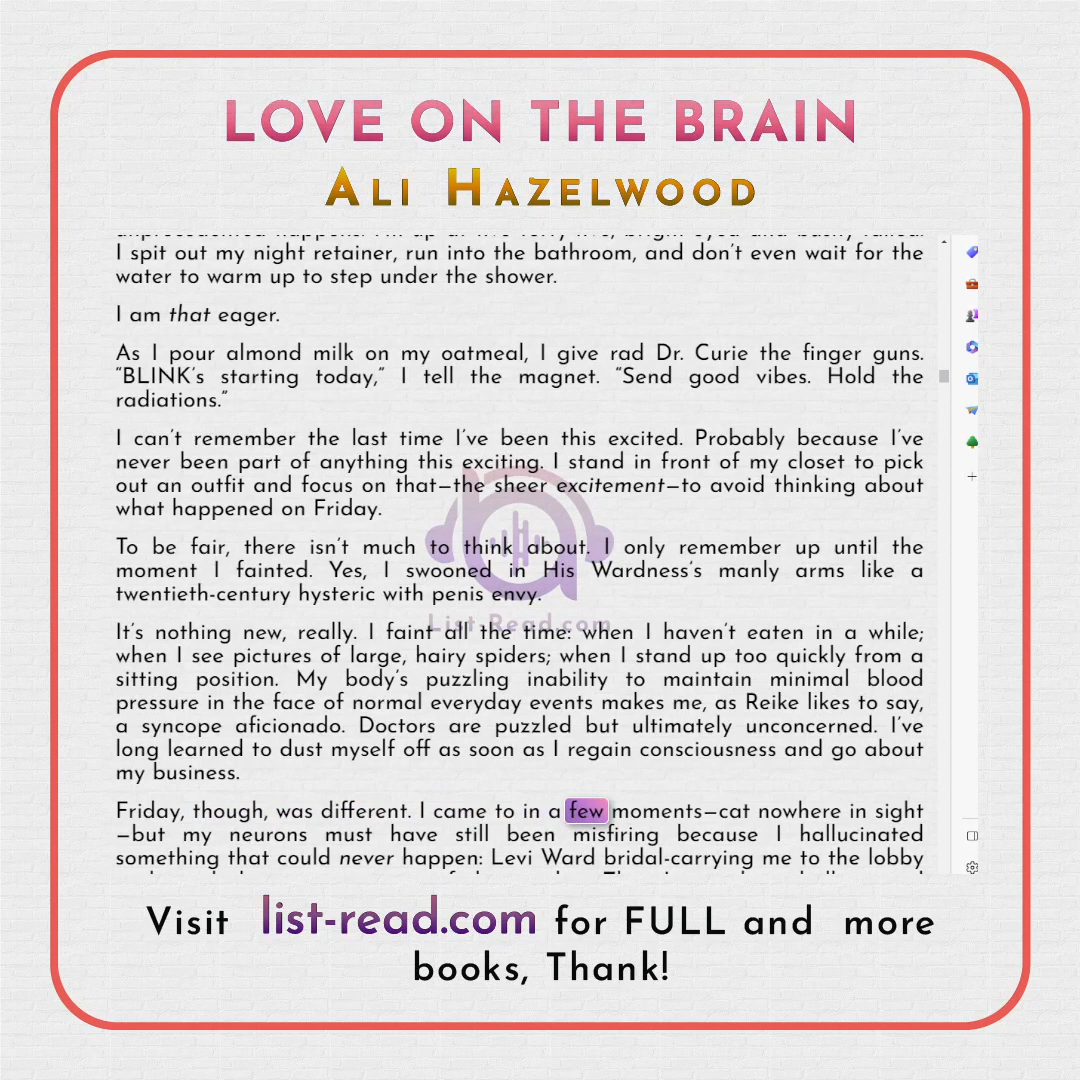 LOVE ON THE BRAIN
ALI HAZELWOOD
I spit out my night retainer, run into the bathroom, and don't even wait for the
water to warm up to step under the shower.
I am that eager.
As I pour almond milk on my oatmeal, I give rad Dr. Curie the finger guns.
“BLINK's starting today,” I tell the magnet. “Send good vibes. Hold the
radiations.”
I can't remember the last time I've been this excited. Probably because I've
never been part of anything this exciting. I stand in front of my closet to pick
out an outfit and focus on that—the sheer excitement—to avoid thinking about
what happened on Friday.
To be fair, there isn't much to think about. I only remember up until the
moment I fainted. Yes, I swooned in His Wardness's manly arms like a
twentieth-century hysteric with penis envy.
It's nothing new, really. I faint all the time: when I haven't eaten in a while;
when I see pictures of large, hairy spiders; when I stand up too quickly from a
sitting position. My body's puzzling inability to maintain minimal blood
pressure in the face of normal everyday events makes me, as Reike likes to say,
a syncope aficionado. Doctors are puzzled but ultimately unconcerned. I've
long learned to dust myself off as soon as I regain consciousness and go about
my business.
Friday, though, was different. I came to in a few moments—cat nowhere in sight
—but my neurons must have still been misfiring because I hallucinated
something that could never happen: Levi Ward bridal-carrying me to the lobby
List-Read.com
Visit list-read.com for FULL and more
books, Thank!